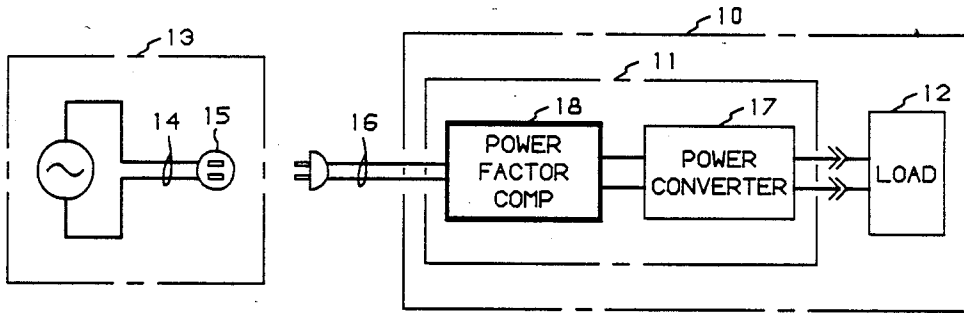 13
10
11
14
15
16
18
17
12
POWER
FACTOR
COMP
POWER
CONVERTER
LOAD